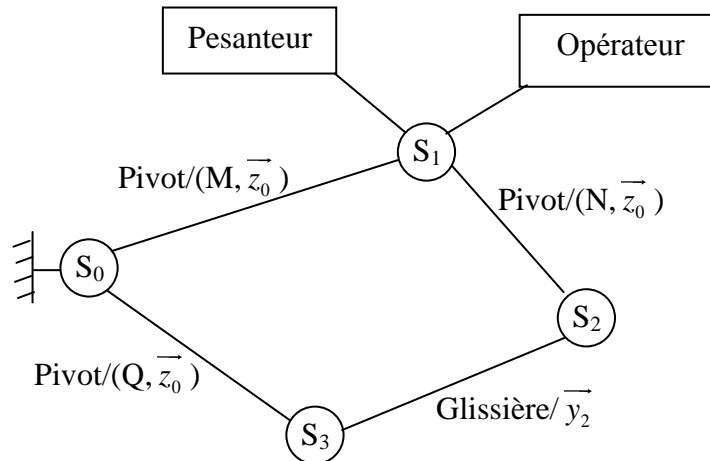 Pesanteur
Opérateur
S₁
Pivot/(M, z₀⃗)
Pivot/(N, z₀⃗)
S₀
S₂
Pivot/(Q, z₀⃗)
Glissière/ y₂⃗
S₃